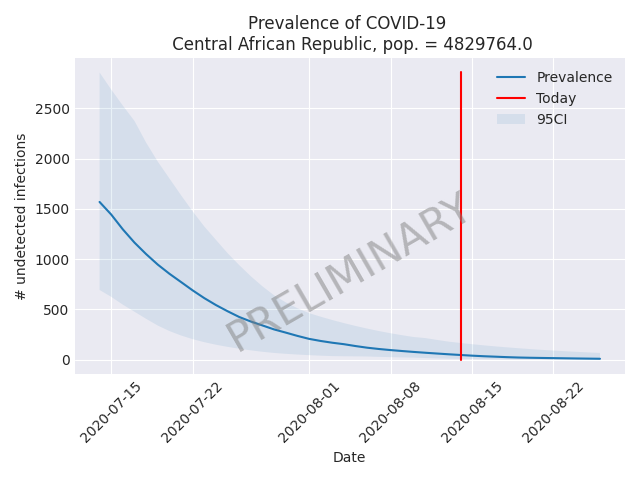 Prevalence of COVID-19
Central African Republic, pop. = 4829764.0
Prevalence
Today
95CI
# undetected infections
2500
2000
1500
1000
500
0
PRELIMINARY
2020-07-15
2020-07-22
2020-08-01
2020-08-08
2020-08-15
2020-08-22
Date